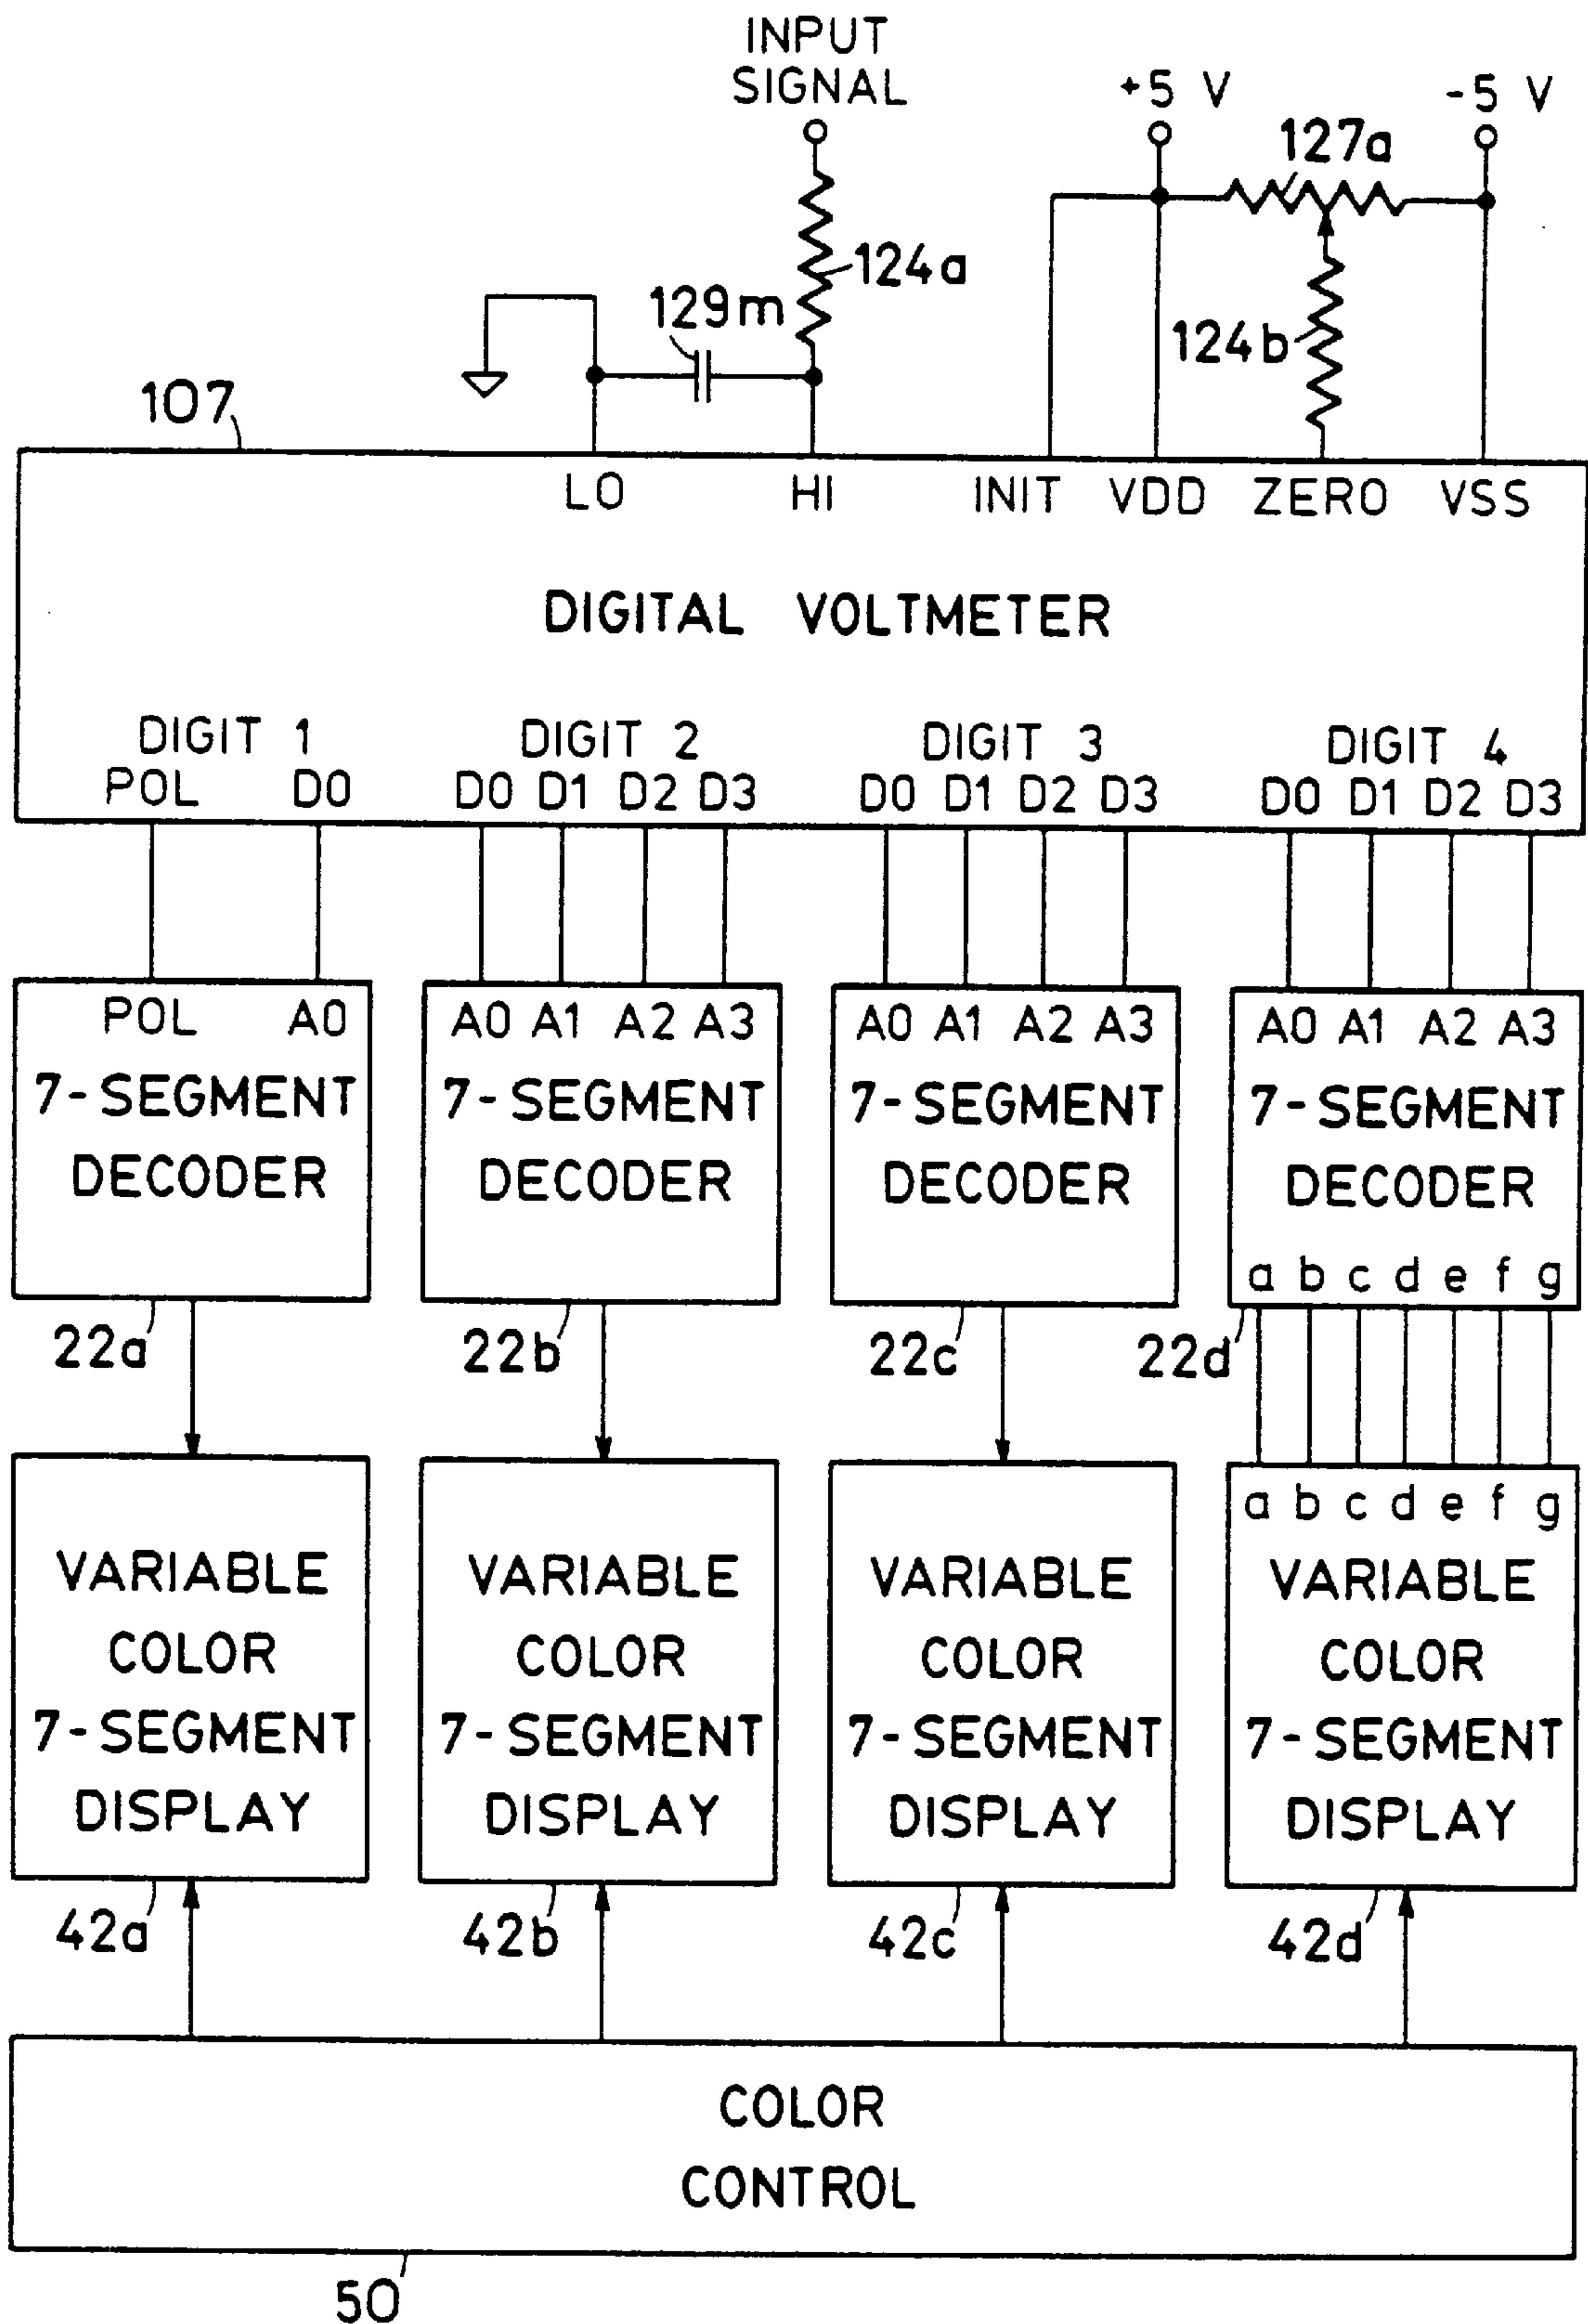 INPUT
SIGNAL
+5 V
-5 V
127a
124a
129m
124b
107
LO HI INIT VDD ZERO VSS
DIGITAL VOLTMETER
DIGIT 1 DIGIT 2 DIGIT 3 DIGIT 4
POL D0 D0 D1 D2 D3 D0 D1 D2 D3 D0 D1 D2 D3
POL A0
7-SEGMENT
DECODER
A0 A1 A2 A3
7-SEGMENT
DECODER
A0 A1 A2 A3
7-SEGMENT
DECODER
A0 A1 A2 A3
7-SEGMENT
DECODER
a b c d e f g
22a 22b 22c 22d
VARIABLE
COLOR
7-SEGMENT
DISPLAY
VARIABLE
COLOR
7-SEGMENT
DISPLAY
VARIABLE
COLOR
7-SEGMENT
DISPLAY
a b c d e f g
VARIABLE
COLOR
7-SEGMENT
DISPLAY
42a 42b 42c 42d
COLOR
CONTROL
50